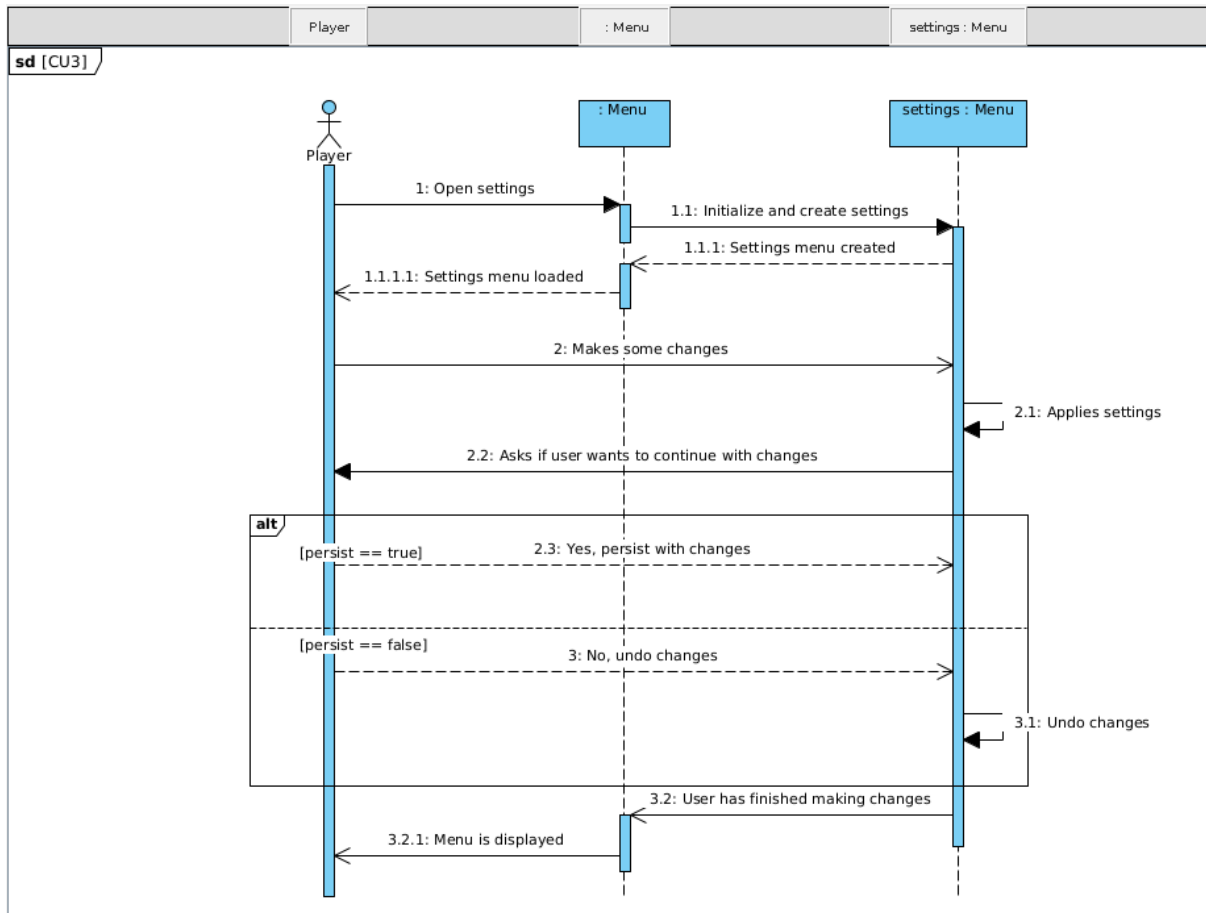 Player
: Menu
settings : Menu
sd [CU3]
: Menu
settings : Menu
Player
1: Open settings
1.1: Initialize and create settings
1.1.1: Settings menu created
1.1.1.1: Settings menu loaded
2: Makes some changes
2.1: Applies settings
2.2: Asks if user wants to continue with changes
alt
[persist == true]
2.3: Yes, persist with changes
[persist == false]
3: No, undo changes
3.1: Undo changes
3.2: User has finished making changes
3.2.1: Menu is displayed